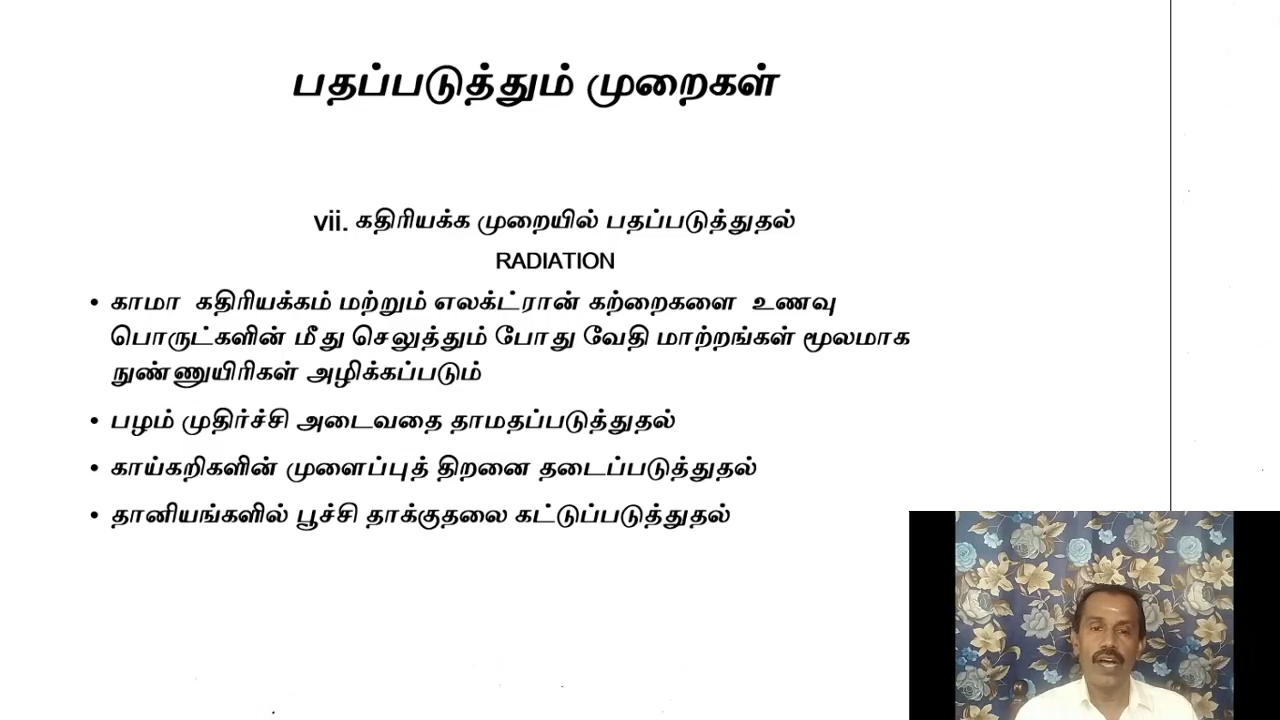 பதப்படுத்தும் முறைகள்
vii. கதிரியக்க முறையில் பதப்படுத்துதல்
RADIATION
• காமா கதிரியக்கம் மற்றும் எலக்ட்ரான் கற்றைகளை உணவு
பொருட்களின் மீது செலுத்தும் போது வேதி மாற்றங்கள் மூலமாக
நுண்ணுயிரிகள் அழிக்கப்படும்
• பழம் முதிர்ச்சி அடைவதை தாமதப்படுத்துதல்
• காய்கறிகளின் முளைப்புத் திறனை தடைப்படுத்துதல்
• தானியங்களில் பூச்சி தாக்குதலை கட்டுப்படுத்துதல்